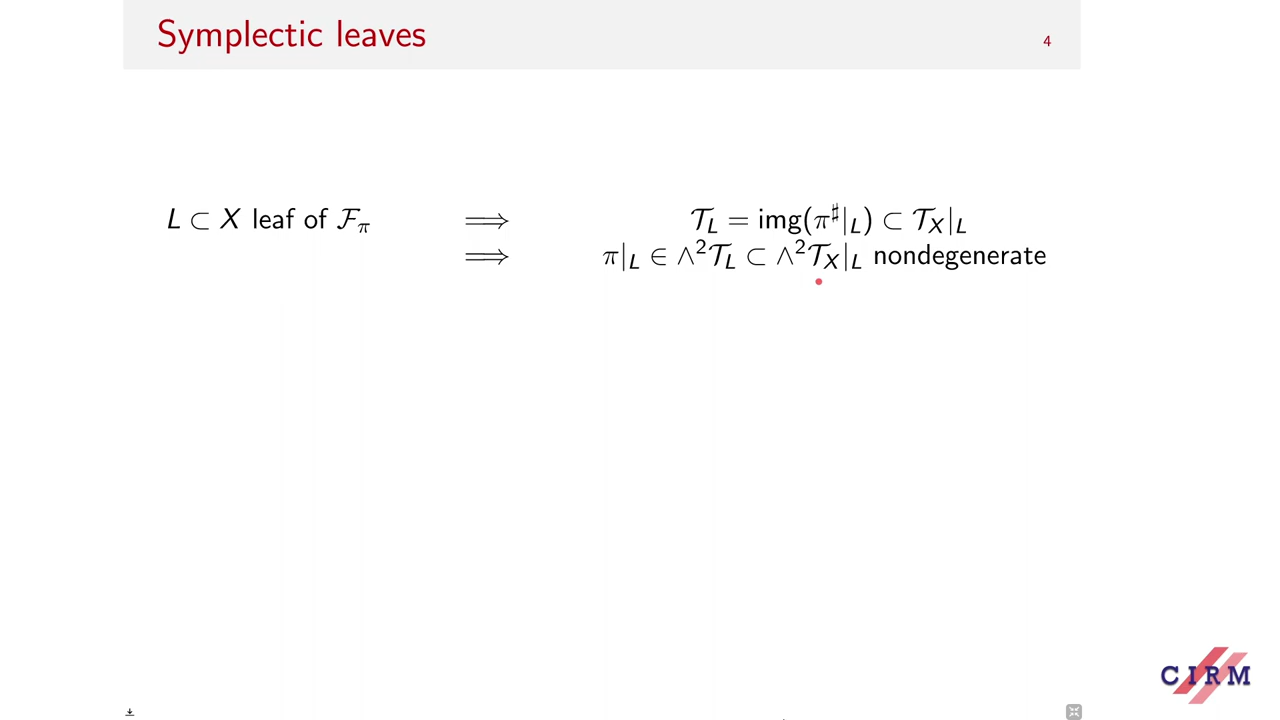 Symplectic leaves
4
L ⊂ X leaf of ℱ_π ⟹ 𝒯_L = img(π^♯|_L) ⊂ 𝒯_X|_L
⟹ π|_L ∈ ∧²𝒯_L ⊂ ∧²𝒯_X|_L nondegenerate
CIRM